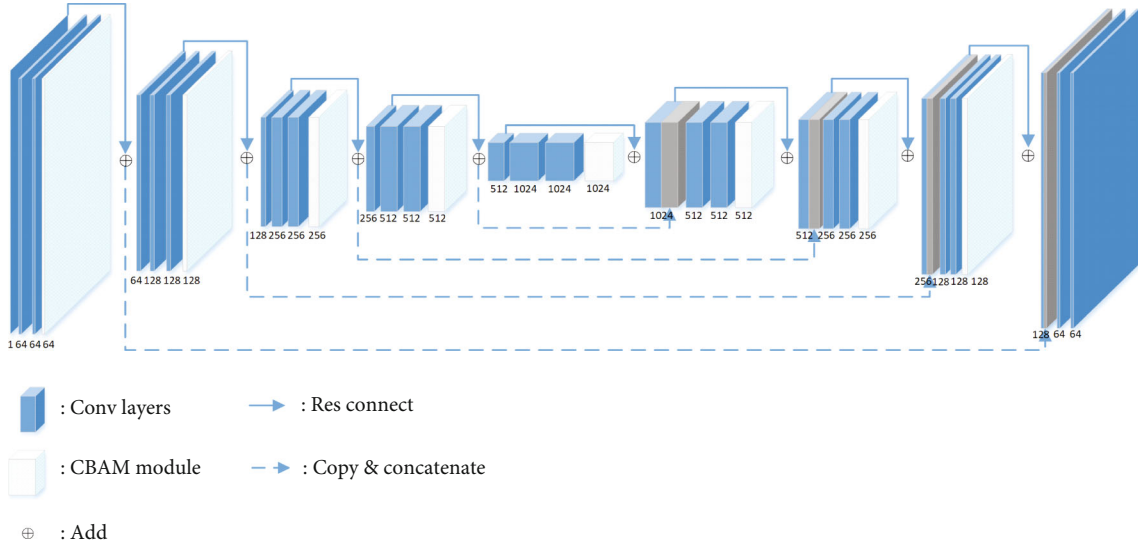 512 1024 1024 1024
256 512 512 512
1024 512 512 512
128 256 256 256
512 256 256 256
64 128 128 128
256 128 128 128
1 64 64 64
128 64 64
: Conv layers
: Res connect
: CBAM module
: Copy & concatenate
: Add